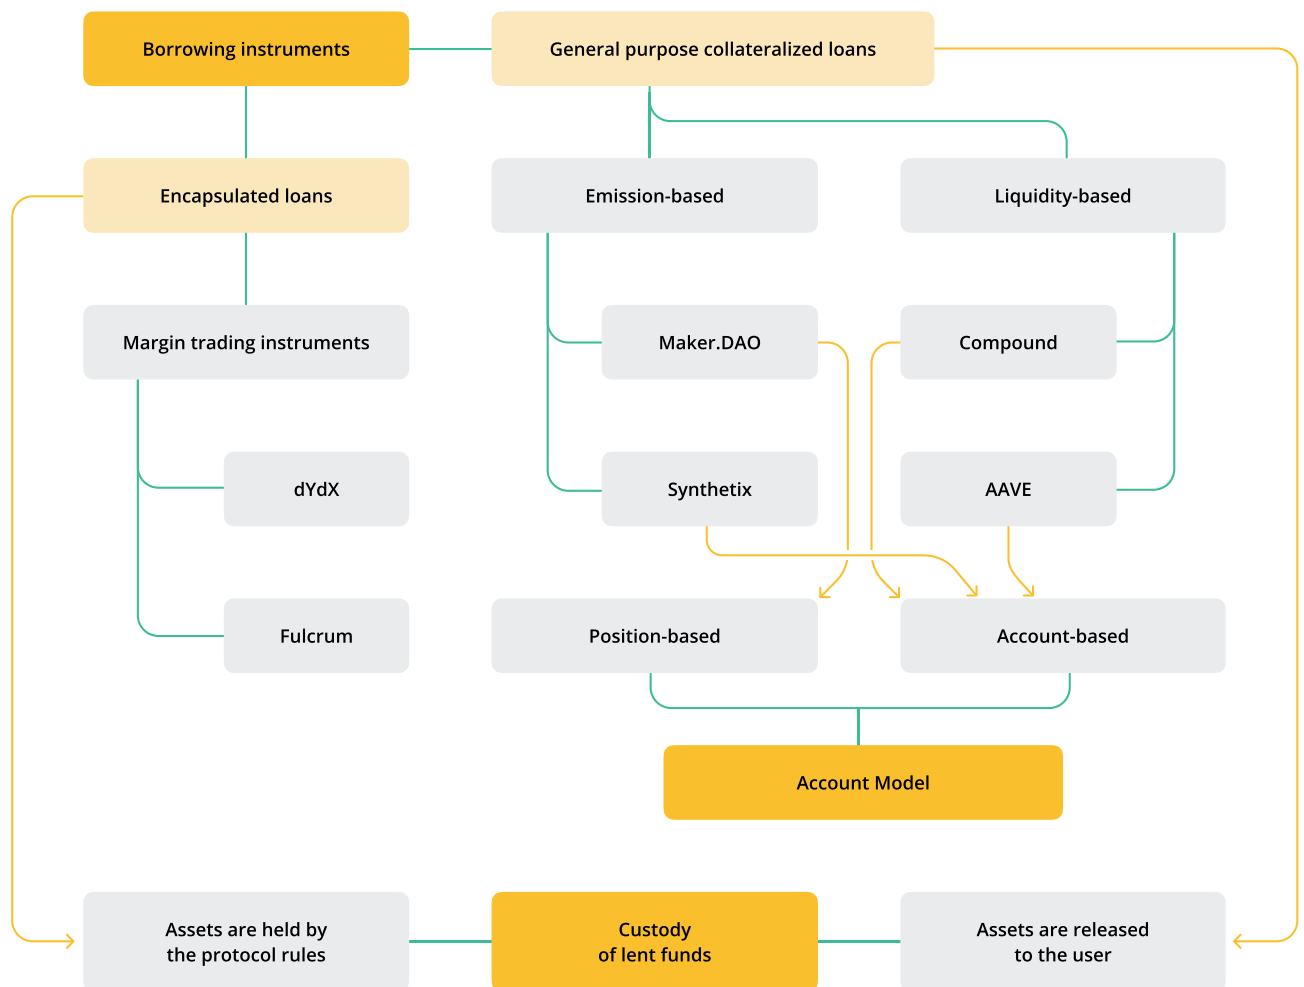 Borrowing instruments
General purpose collateralized loans
Encapsulated loans
Emission-based
Liquidity-based
Margin trading instruments
Maker.DAO
Compound
dYdX
Synthetix
AAVE
Fulcrum
Position-based
Account-based
Account Model
Assets are held by
the protocol rules
Custody
of lent funds
Assets are released
to the user